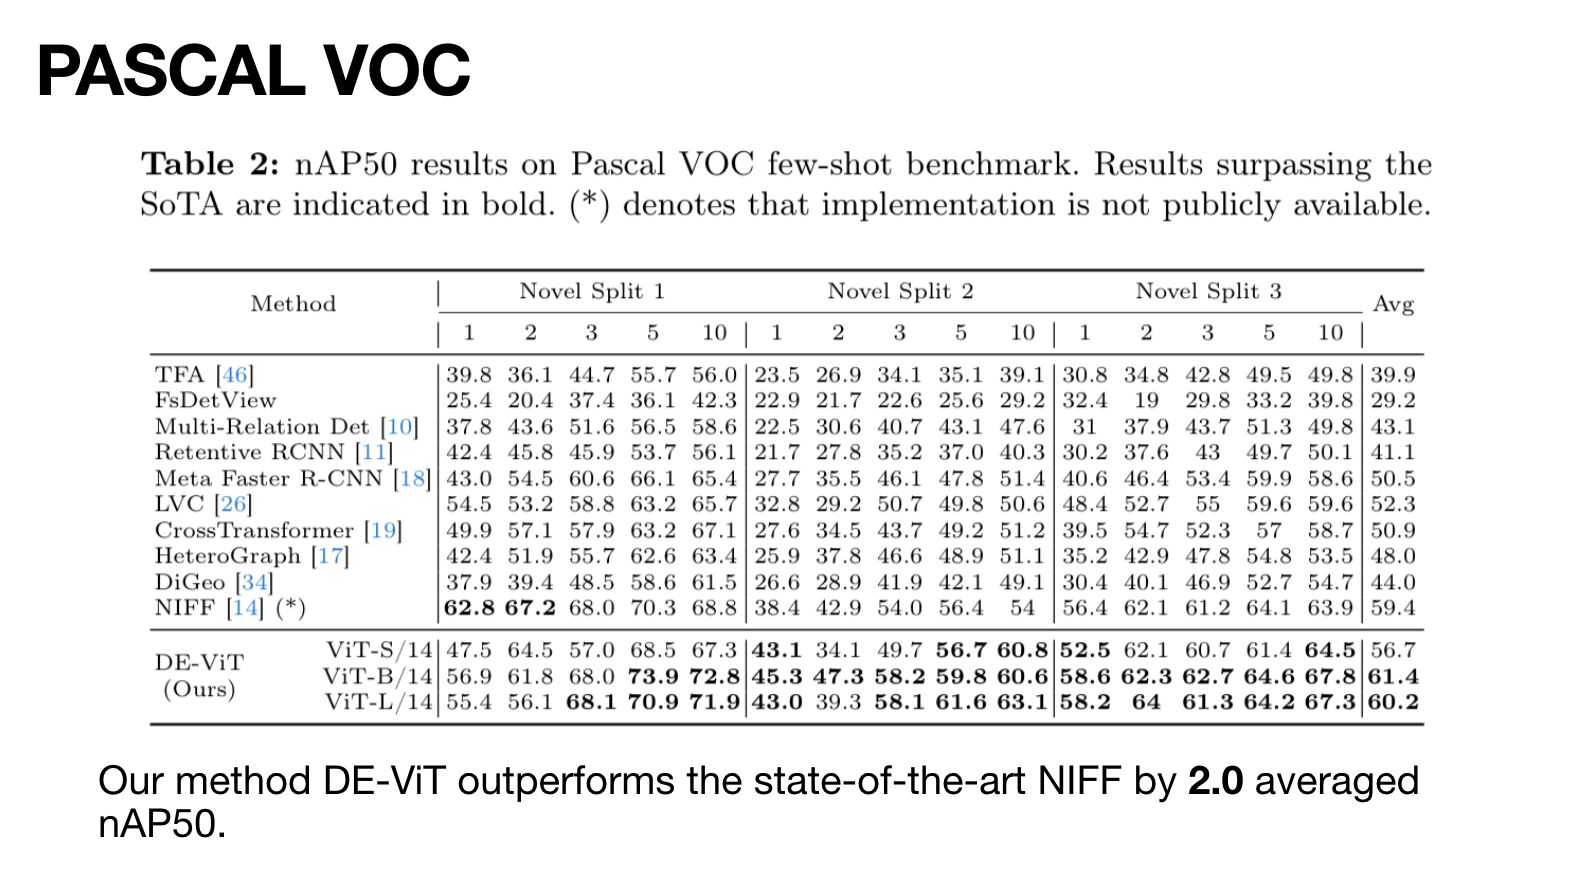 PASCAL VOC
Table 2: nAP50 results on Pascal VOC few-shot benchmark. Results surpassing the
SoTA are indicated in bold. (*) denotes that implementation is not publicly available.
Method Novel Split 1 Novel Split 2 Novel Split 3 Avg
1 2 3 5 10 1 2 3 5 10 1 2 3 5 10
TFA [46] 39.8 36.1 44.7 55.7 56.0 23.5 26.9 34.1 35.1 39.1 30.8 34.8 42.8 49.5 49.8 39.9
FsDetView 25.4 20.4 37.4 36.1 42.3 22.9 21.7 22.6 25.6 29.2 32.4 19 29.8 33.2 39.8 29.2
Multi-Relation Det [10] 37.8 43.6 51.6 56.5 58.6 22.5 30.6 40.7 43.1 47.6 31 37.9 43.7 51.3 49.8 43.1
Retentive RCNN [11] 42.4 45.8 45.9 53.7 56.1 21.7 27.8 35.2 37.0 40.3 30.2 37.6 43 49.7 50.1 41.1
Meta Faster R-CNN [18] 43.0 54.5 60.6 66.1 65.4 27.7 35.5 46.1 47.8 51.4 40.6 46.4 53.4 59.9 58.6 50.5
LVC [26] 54.5 53.2 58.8 63.2 65.7 32.8 29.2 50.7 49.8 50.6 48.4 52.7 55 59.6 59.6 52.3
CrossTransformer [19] 49.9 57.1 57.9 63.2 67.1 27.6 34.5 43.7 49.2 51.2 39.5 54.7 52.3 57 58.7 50.9
HeteroGraph [17] 42.4 51.9 55.7 62.6 63.4 25.9 37.8 46.6 48.9 51.1 35.2 42.9 47.8 54.8 53.5 48.0
DiGeo [34] 37.9 39.4 48.5 58.6 61.5 26.6 28.9 41.9 42.1 49.1 30.4 40.1 46.9 52.7 54.7 44.0
NIFF [14] (*) 62.8 67.2 68.0 70.3 68.8 38.4 42.9 54.0 56.4 54 56.4 62.1 61.2 64.1 63.9 59.4
DE-ViT
(Ours)
ViT-S/14 47.5 64.5 57.0 68.5 67.3 43.1 34.1 49.7 56.7 60.8 52.5 62.1 60.7 61.4 64.5 56.7
ViT-B/14 56.9 61.8 68.0 73.9 72.8 45.3 47.3 58.2 59.8 60.6 58.6 62.3 62.7 64.6 67.8 61.4
ViT-L/14 55.4 56.1 68.1 70.9 71.9 43.0 39.3 58.1 61.6 63.1 58.2 64 61.3 64.2 67.3 60.2
Our method DE-ViT outperforms the state-of-the-art NIFF by 2.0 averaged
nAP50.